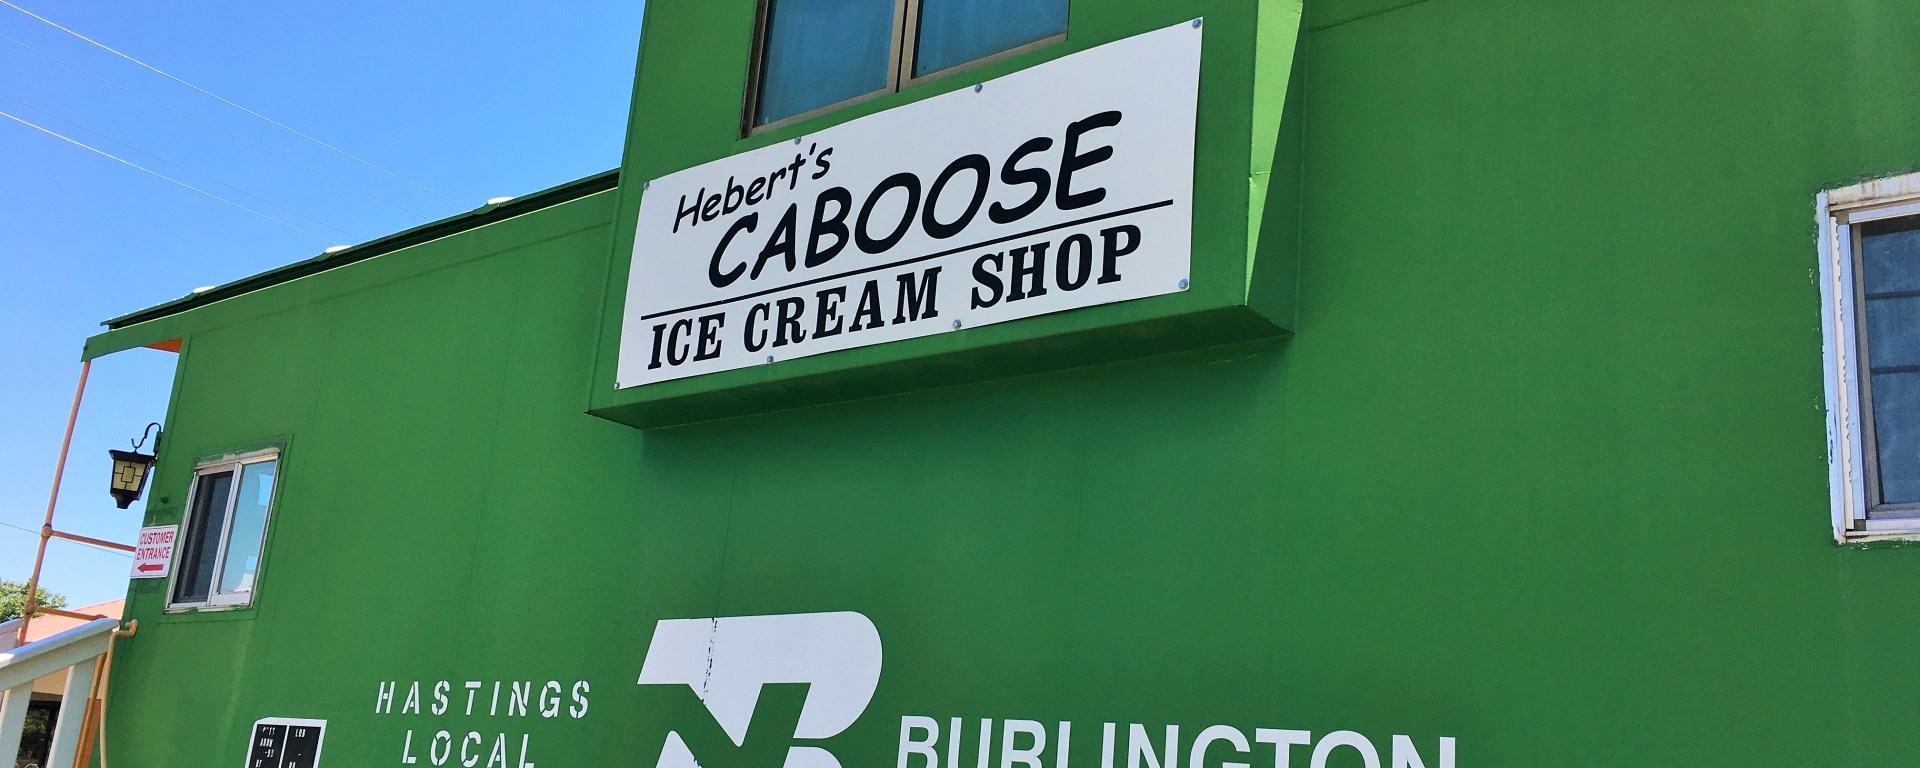 Hebert's
CABOOSE
ICE CREAM SHOP
CUSTOMER
ENTRANCE
HASTINGS
LOCAL
BURLINGTON